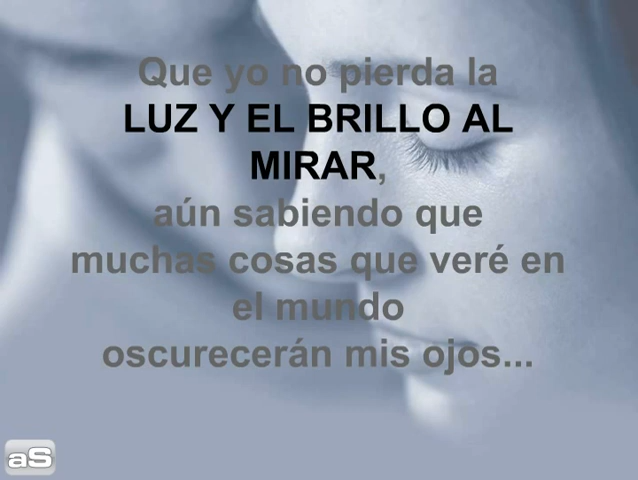 Que yo no pierda la
LUZ Y EL BRILLO AL
MIRAR,
aún sabiendo que
muchas cosas que veré en
el mundo
oscurecerán mis ojos...
aS